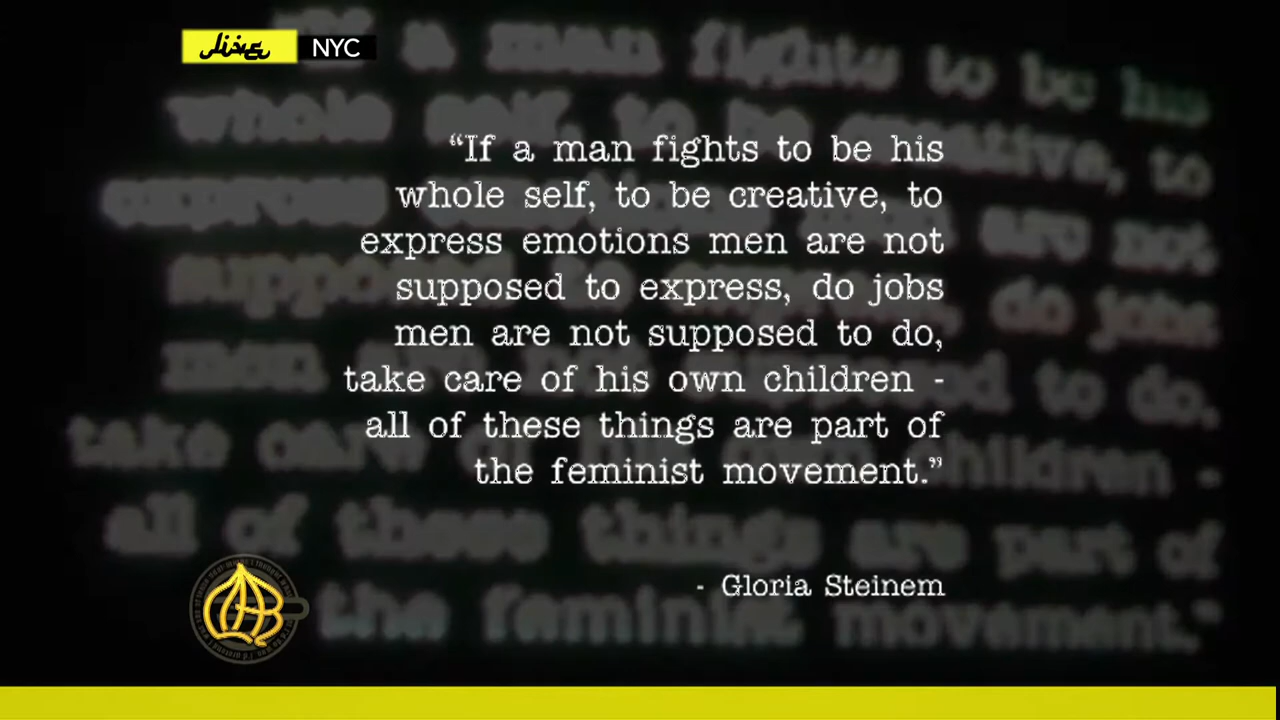 live NYC
“If a man fights to be his
whole self, to be creative, to
express emotions men are not
supposed to express, do jobs
men are not supposed to do,
take care of his own children -
all of these things are part of
the feminist movement.”
- Gloria Steinem